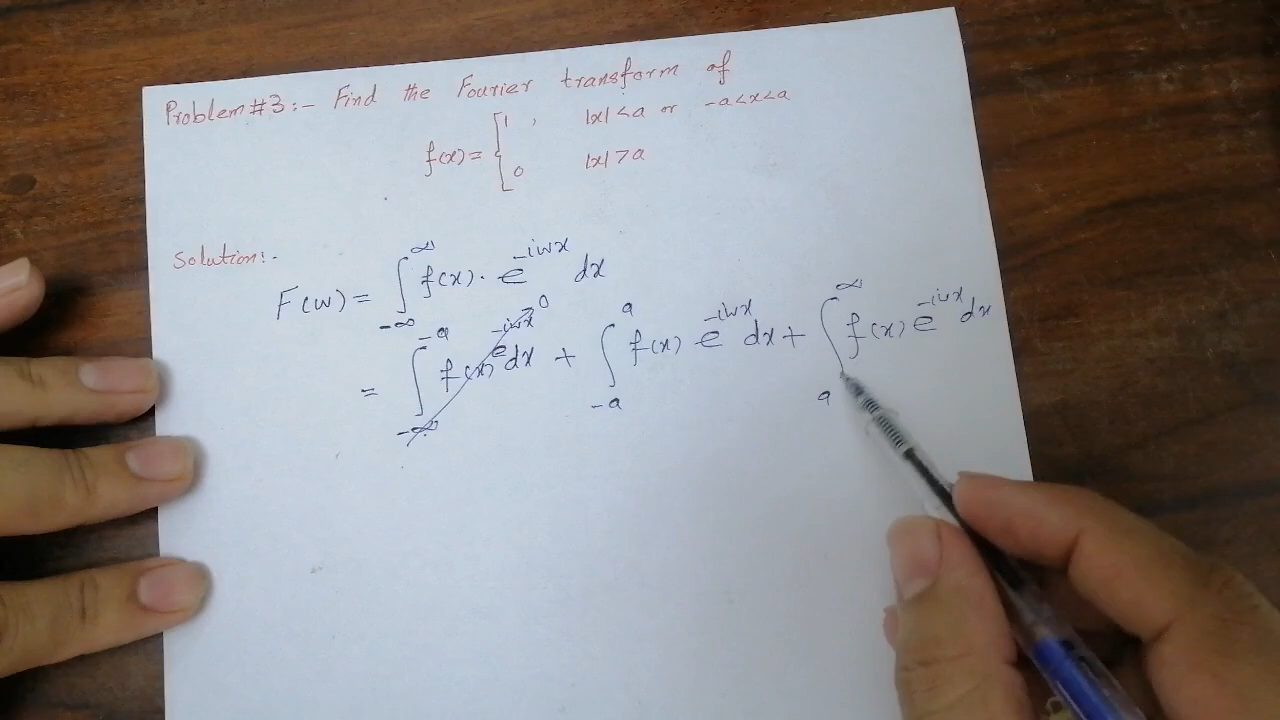 Problem#3:- Find the Fourier transform of
f(x)= { 1 , |x|<a or -a<x<a
0 |x|>a
Solution:-
F(w)= ∫_{-∞}^{∞} f(x). e^{-iwx} dx
= ∫_{-∞}^{-a} f(x) e^{-iwx} dx 0 + ∫_{-a}^{a} f(x) e^{-iwx} dx + ∫_{a}^{∞} f(x) e^{-iwx} dx